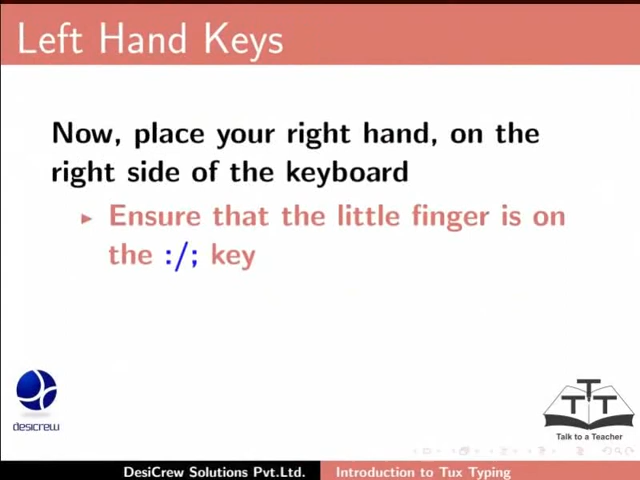 Left Hand Keys
Now, place your right hand, on the
right side of the keyboard
Ensure that the little finger is on
the :/; key
desicrew
T T T
Talk to a Teacher
DesiCrew Solutions Pvt.Ltd. Introduction to Tux Typing